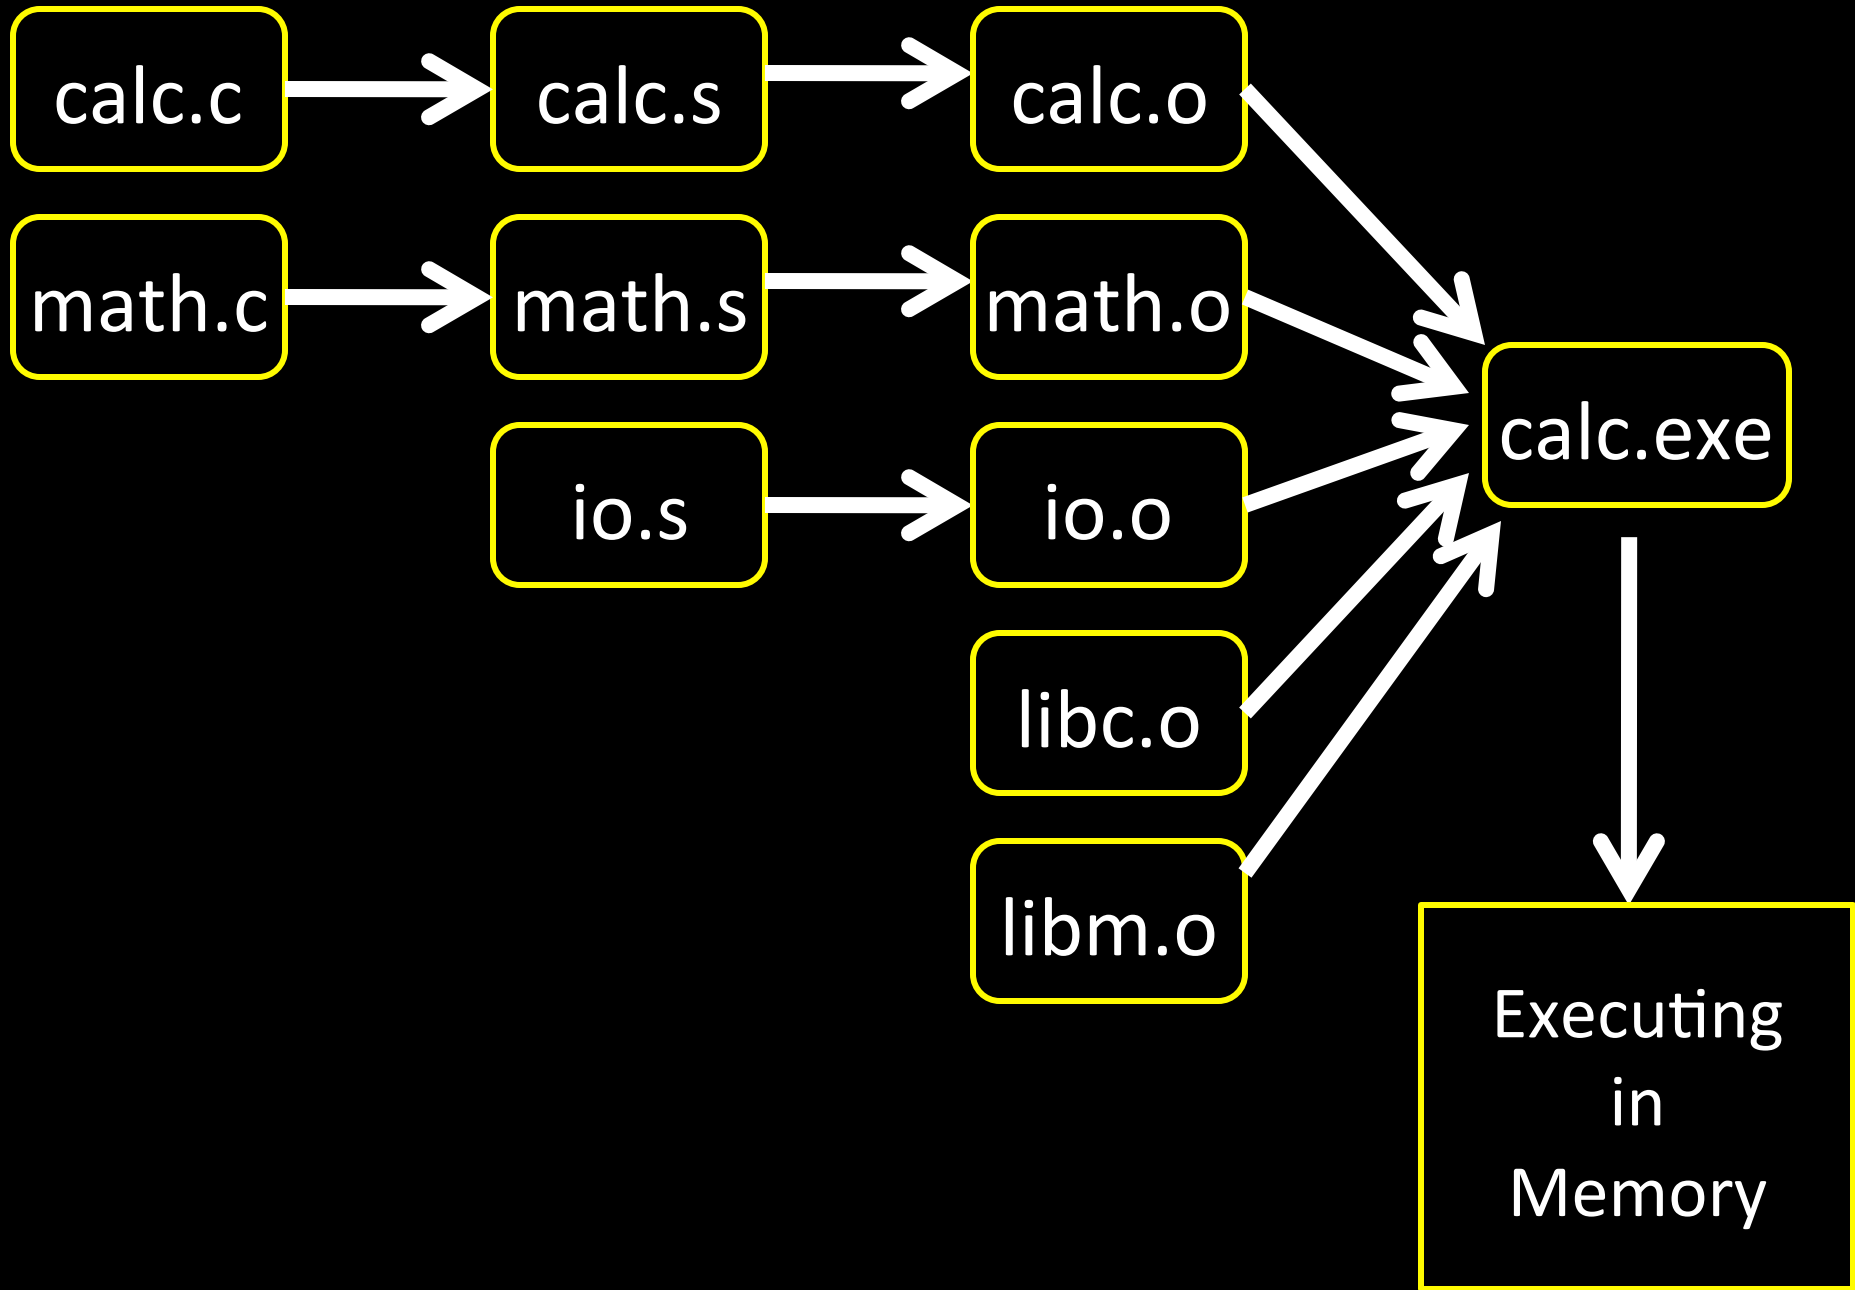 calc.c
calc.s
calc.o
math.c
math.s
math.o
calc.exe
io.s
io.o
libc.o
libm.o
Executing
in
Memory